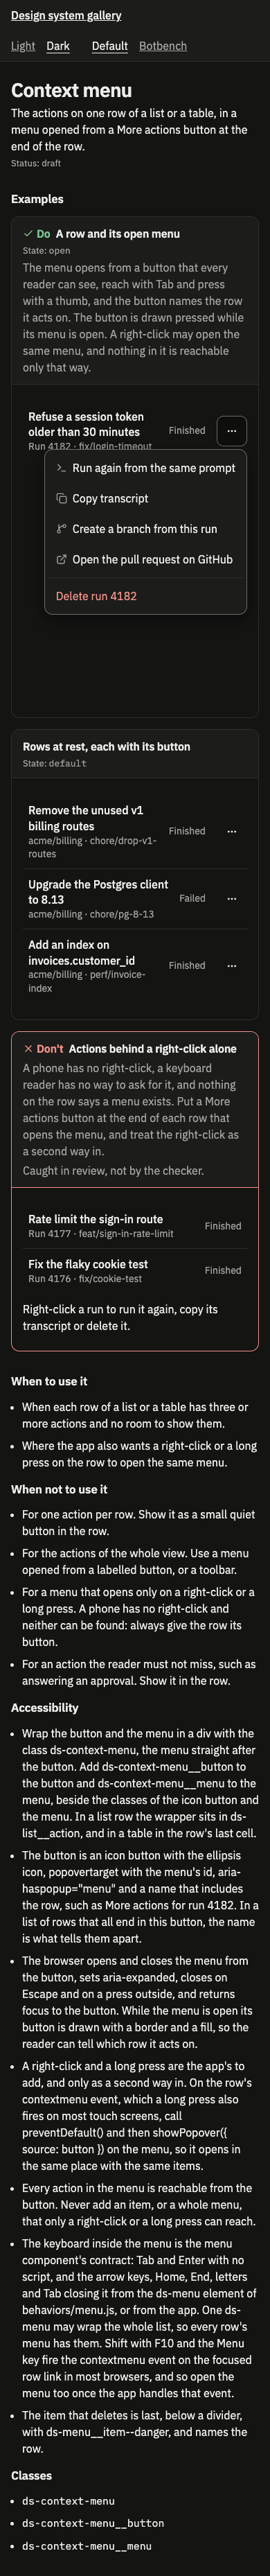 Design system gallery
Light Dark Default Botbench
Context menu
The actions on one row of a list or a table, in a
menu opened from a More actions button at the
end of the row.
Status: draft
Examples
Do A row and its open menu
State: open
The menu opens from a button that every
reader can see, reach with Tab and press
with a thumb, and the button names the row
it acts on. The button is drawn pressed while
its menu is open. A right-click may open the
same menu, and nothing in it is reachable
only that way.
Refuse a session token
older than 30 minutes
Finished
Run 4182 · fix/login-timeout
Run again from the same prompt
Copy transcript
Create a branch from this run
Open the pull request on GitHub
Delete run 4182
Rows at rest, each with its button
State: default
Remove the unused v1
billing routes
Finished
acme/billing · chore/drop-v1-
routes
Upgrade the Postgres client
to 8.13
Failed
acme/billing · chore/pg-8-13
Add an index on
invoices.customer_id
Finished
acme/billing · perf/invoice-
index
Don't Actions behind a right-click alone
A phone has no right-click, a keyboard
reader has no way to ask for it, and nothing
on the row says a menu exists. Put a More
actions button at the end of each row that
opens the menu, and treat the right-click as
a second way in.
Caught in review, not by the checker.
Rate limit the sign-in route
Finished
Run 4177 · feat/sign-in-rate-limit
Fix the flaky cookie test
Finished
Run 4176 · fix/cookie-test
Right-click a run to run it again, copy its
transcript or delete it.
When to use it
• When each row of a list or a table has three or
more actions and no room to show them.
• Where the app also wants a right-click or a long
press on the row to open the same menu.
When not to use it
• For one action per row. Show it as a small quiet
button in the row.
• For the actions of the whole view. Use a menu
opened from a labelled button, or a toolbar.
• For a menu that opens only on a right-click or a
long press. A phone has no right-click and
neither can be found: always give the row its
button.
• For an action the reader must not miss, such as
answering an approval. Show it in the row.
Accessibility
• Wrap the button and the menu in a div with the
class ds-context-menu, the menu straight after
the button. Add ds-context-menu__button to
the button and ds-context-menu__menu to the
menu, beside the classes of the icon button and
the menu. In a list row the wrapper sits in ds-
list__action, and in a table in the row's last cell.
• The button is an icon button with the ellipsis
icon, popovertarget with the menu's id, aria-
haspopup="menu" and a name that includes
the row, such as More actions for run 4182. In a
list of rows that all end in this button, the name
is what tells them apart.
• The browser opens and closes the menu from
the button, sets aria-expanded, closes on
Escape and on a press outside, and returns
focus to the button. While the menu is open its
button is drawn with a border and a fill, so the
reader can tell which row it acts on.
• A right-click and a long press are the app's to
add, and only as a second way in. On the row's
contextmenu event, which a long press also
fires on most touch screens, call
preventDefault() and then showPopover({
source: button }) on the menu, so it opens in
the same place with the same items.
• Every action in the menu is reachable from the
button. Never add an item, or a whole menu,
that only a right-click or a long press can reach.
• The keyboard inside the menu is the menu
component's contract: Tab and Enter with no
script, and the arrow keys, Home, End, letters
and Tab closing it from the ds-menu element of
behaviors/menu.js, or from the app. One ds-
menu may wrap the whole list, so every row's
menu has them. Shift with F10 and the Menu
key fire the contextmenu event on the focused
row link in most browsers, and so open the
menu too once the app handles that event.
• The item that deletes is last, below a divider,
with ds-menu__item--danger, and names the
row.
Classes
• ds-context-menu
• ds-context-menu__button
• ds-context-menu__menu